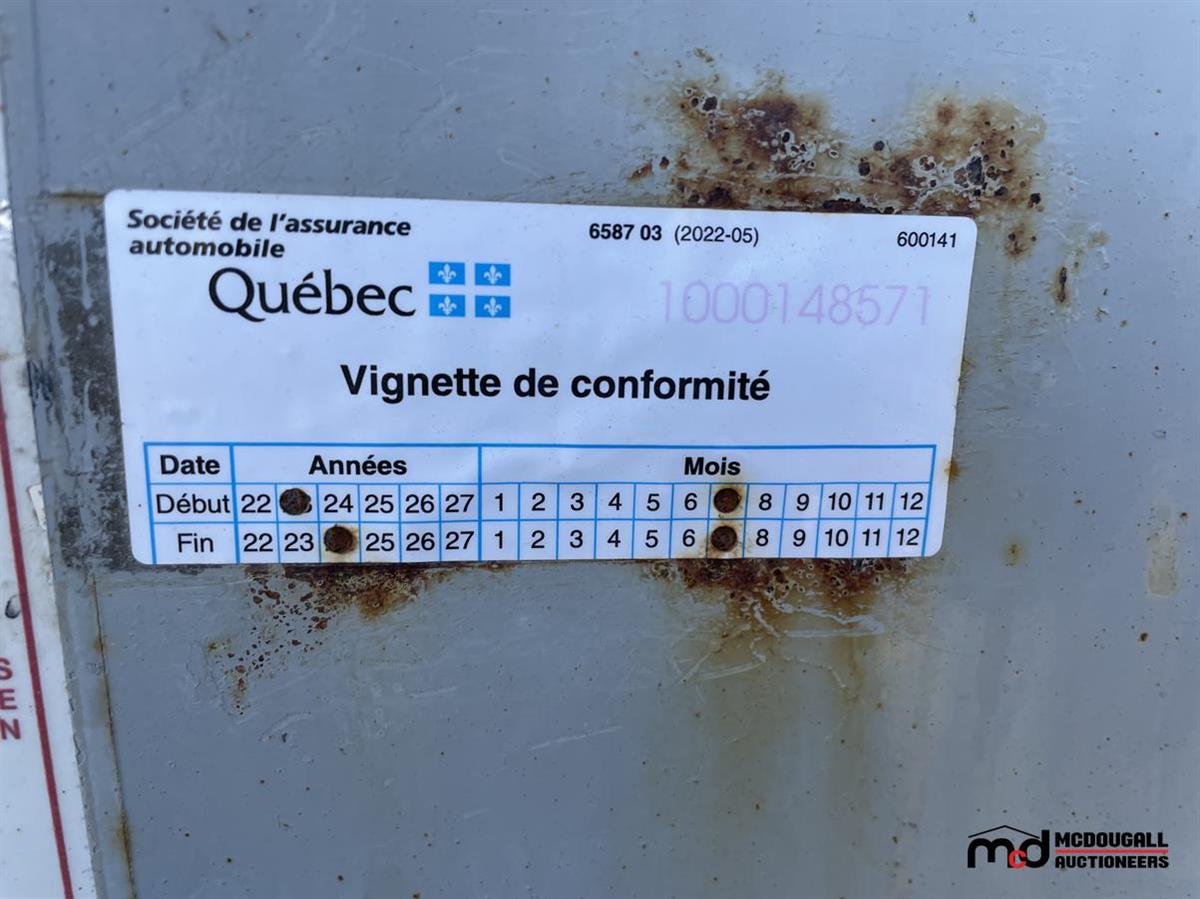 Société de l'assurance
automobile
Québec
6587 03 (2022-05)
600141
1000148571
Vignette de conformité
Date Années Mois
Début 22 24 25 26 27 1 2 3 4 5 6 8 9 10 11 12
Fin 22 23 25 26 27 1 2 3 4 5 6 8 9 10 11 12
S
E
N
mcd MCDOUGALL
AUCTIONEERS